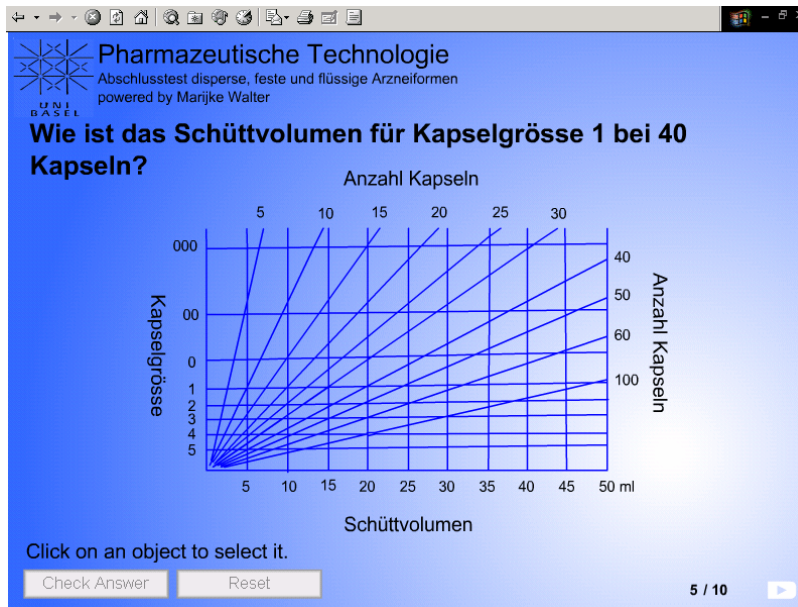 Pharmazeutische Technologie
Abschlusstest disperse, feste und flüssige Arzneiformen
powered by Marijke Walter
UNI
BASEL
Wie ist das Schüttvolumen für Kapselgrösse 1 bei 40
Kapseln?
Anzahl Kapseln
5 10 15 20 25 30
000
00
0
1
2
3
4
5
Kapselgrösse
40
50
60
100
Anzahl Kapseln
5 10 15 20 25 30 35 40 45 50 ml
Schüttvolumen
Click on an object to select it.
Check Answer Reset
5 / 10